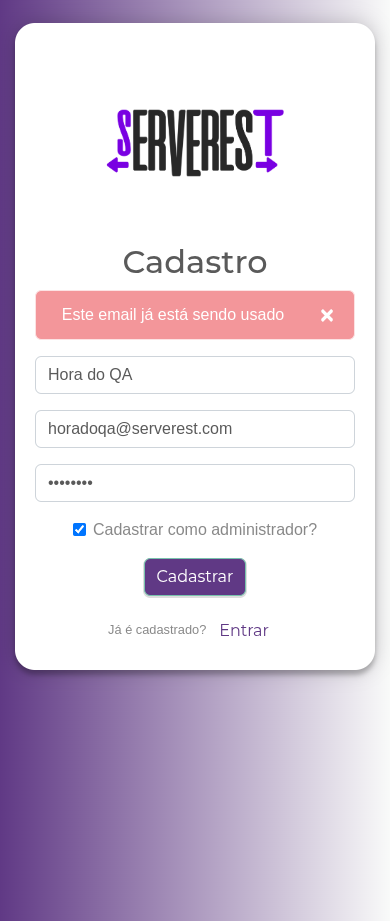 SERVEREST
Cadastro
Este email já está sendo usado ×
Hora do QA
horadoqa@serverest.com
••••••••
Cadastrar como administrador?
Cadastrar
Já é cadastrado? Entrar